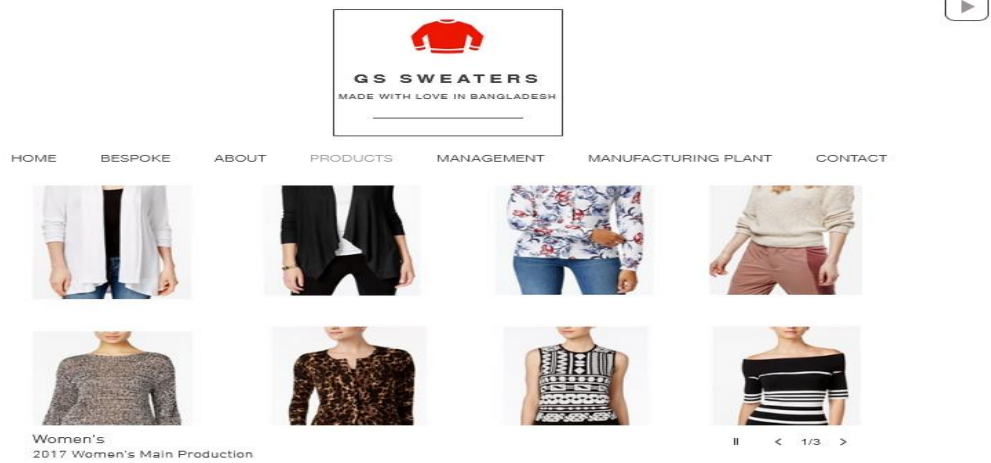 GS SWEATERS
MADE WITH LOVE IN BANGLADESH
HOME BESPOKE ABOUT PRODUCTS MANAGEMENT MANUFACTURING PLANT CONTACT
Women's
2017 Women's Main Production
1/3